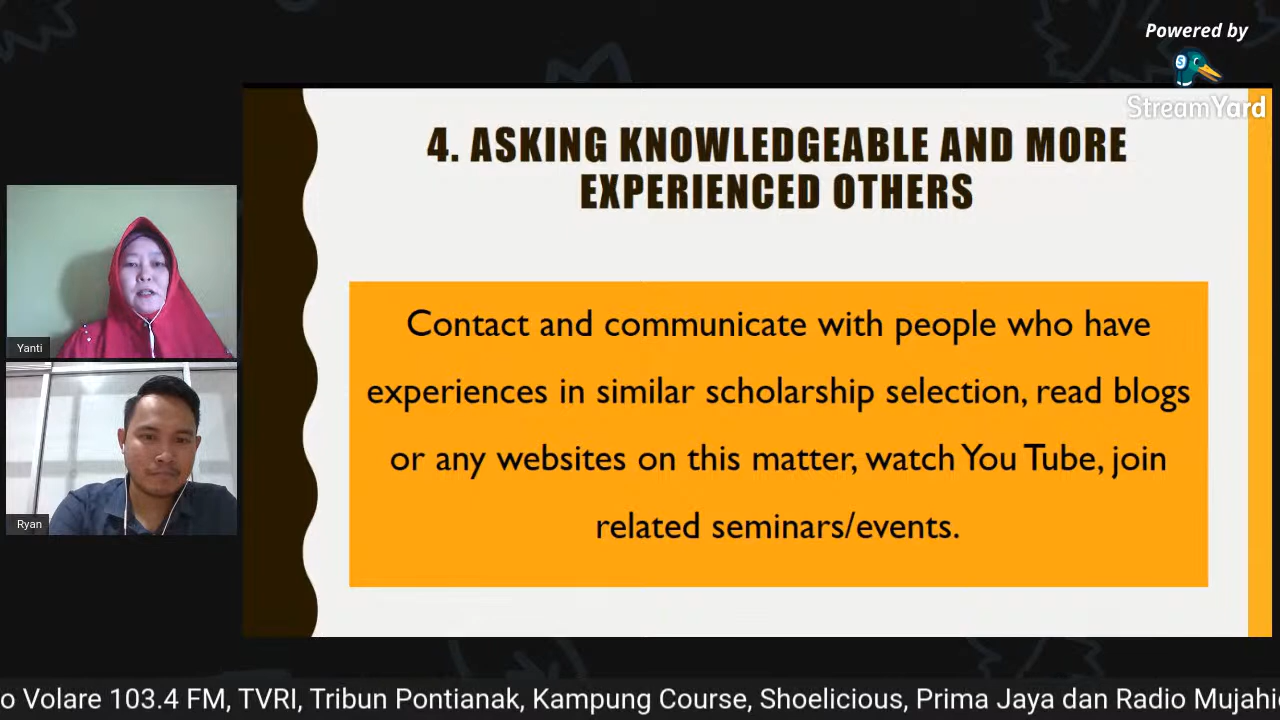 Powered by
StreamYard
4. ASKING KNOWLEDGEABLE AND MORE
EXPERIENCED OTHERS
Contact and communicate with people who have
experiences in similar scholarship selection, read blogs
or any websites on this matter, watch You Tube, join
related seminars/events.
Yanti
Ryan
o Volare 103.4 FM, TVRI, Tribun Pontianak, Kampung Course, Shoelicious, Prima Jaya dan Radio Mujahi